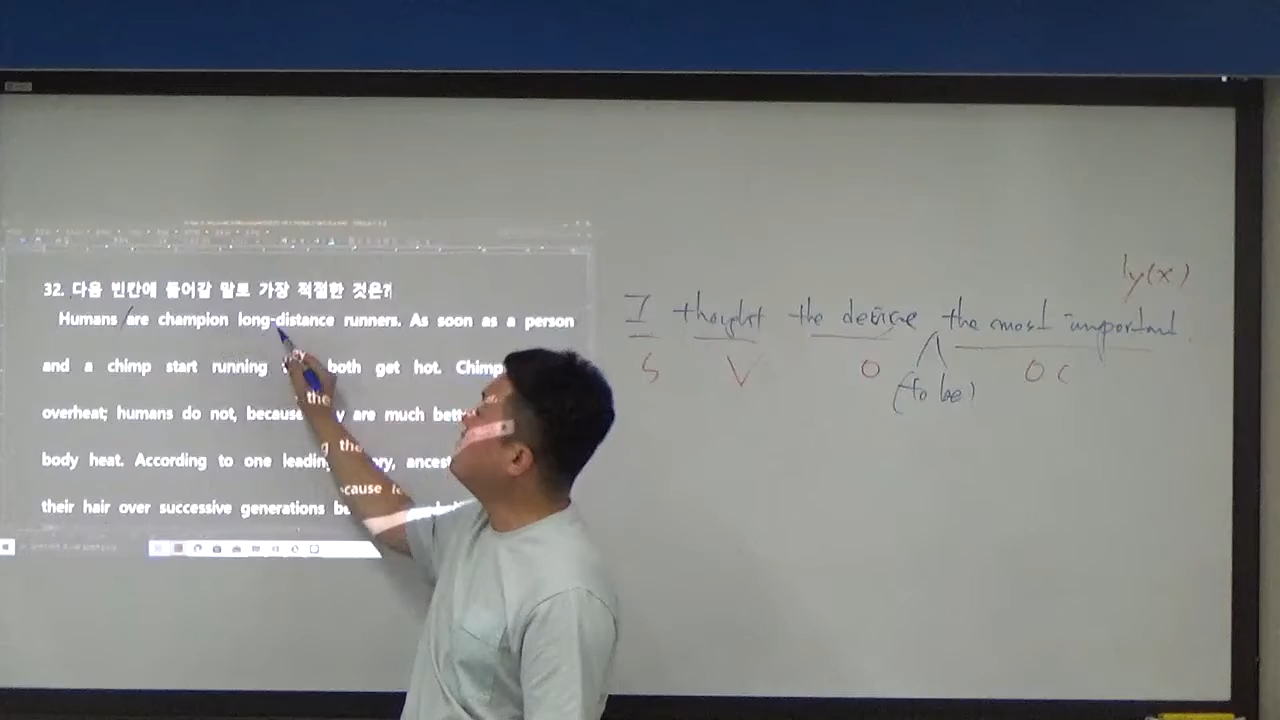 32. 다음 빈칸에 들어갈 말로 가장 적절한 것은?
Humans are champion long-distance runners. As soon as a person
and a chimp start running both get hot. Chimp
overheat; humans do not, because are much
body heat. According to one leading
their hair over successive generations
ly(x)
I thought the device the most important.
S V O OC
(to be)